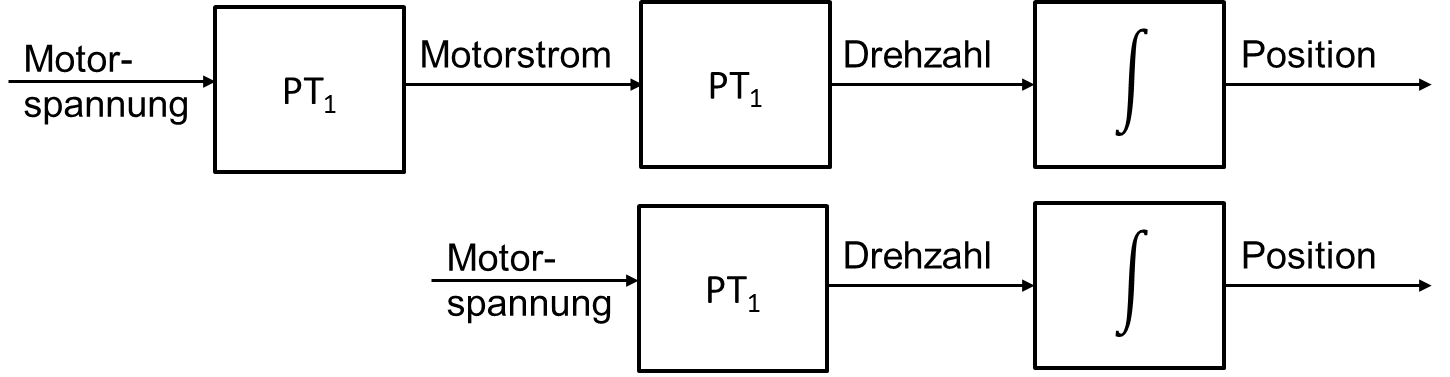 Motor-
spannung
PT₁
Motorstrom
PT₁
Drehzahl
∫
Position
Motor-
spannung
PT₁
Drehzahl
∫
Position